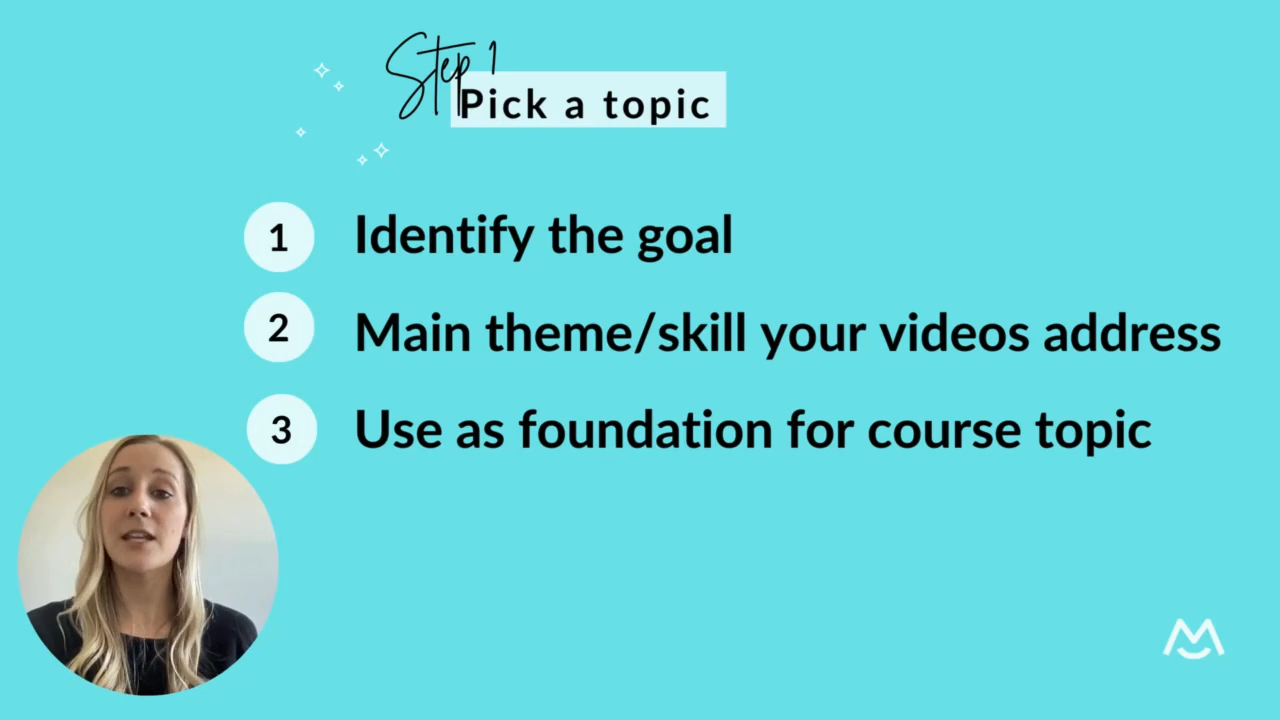 Step 1
Pick a topic
1 Identify the goal
2 Main theme/skill your videos address
3 Use as foundation for course topic